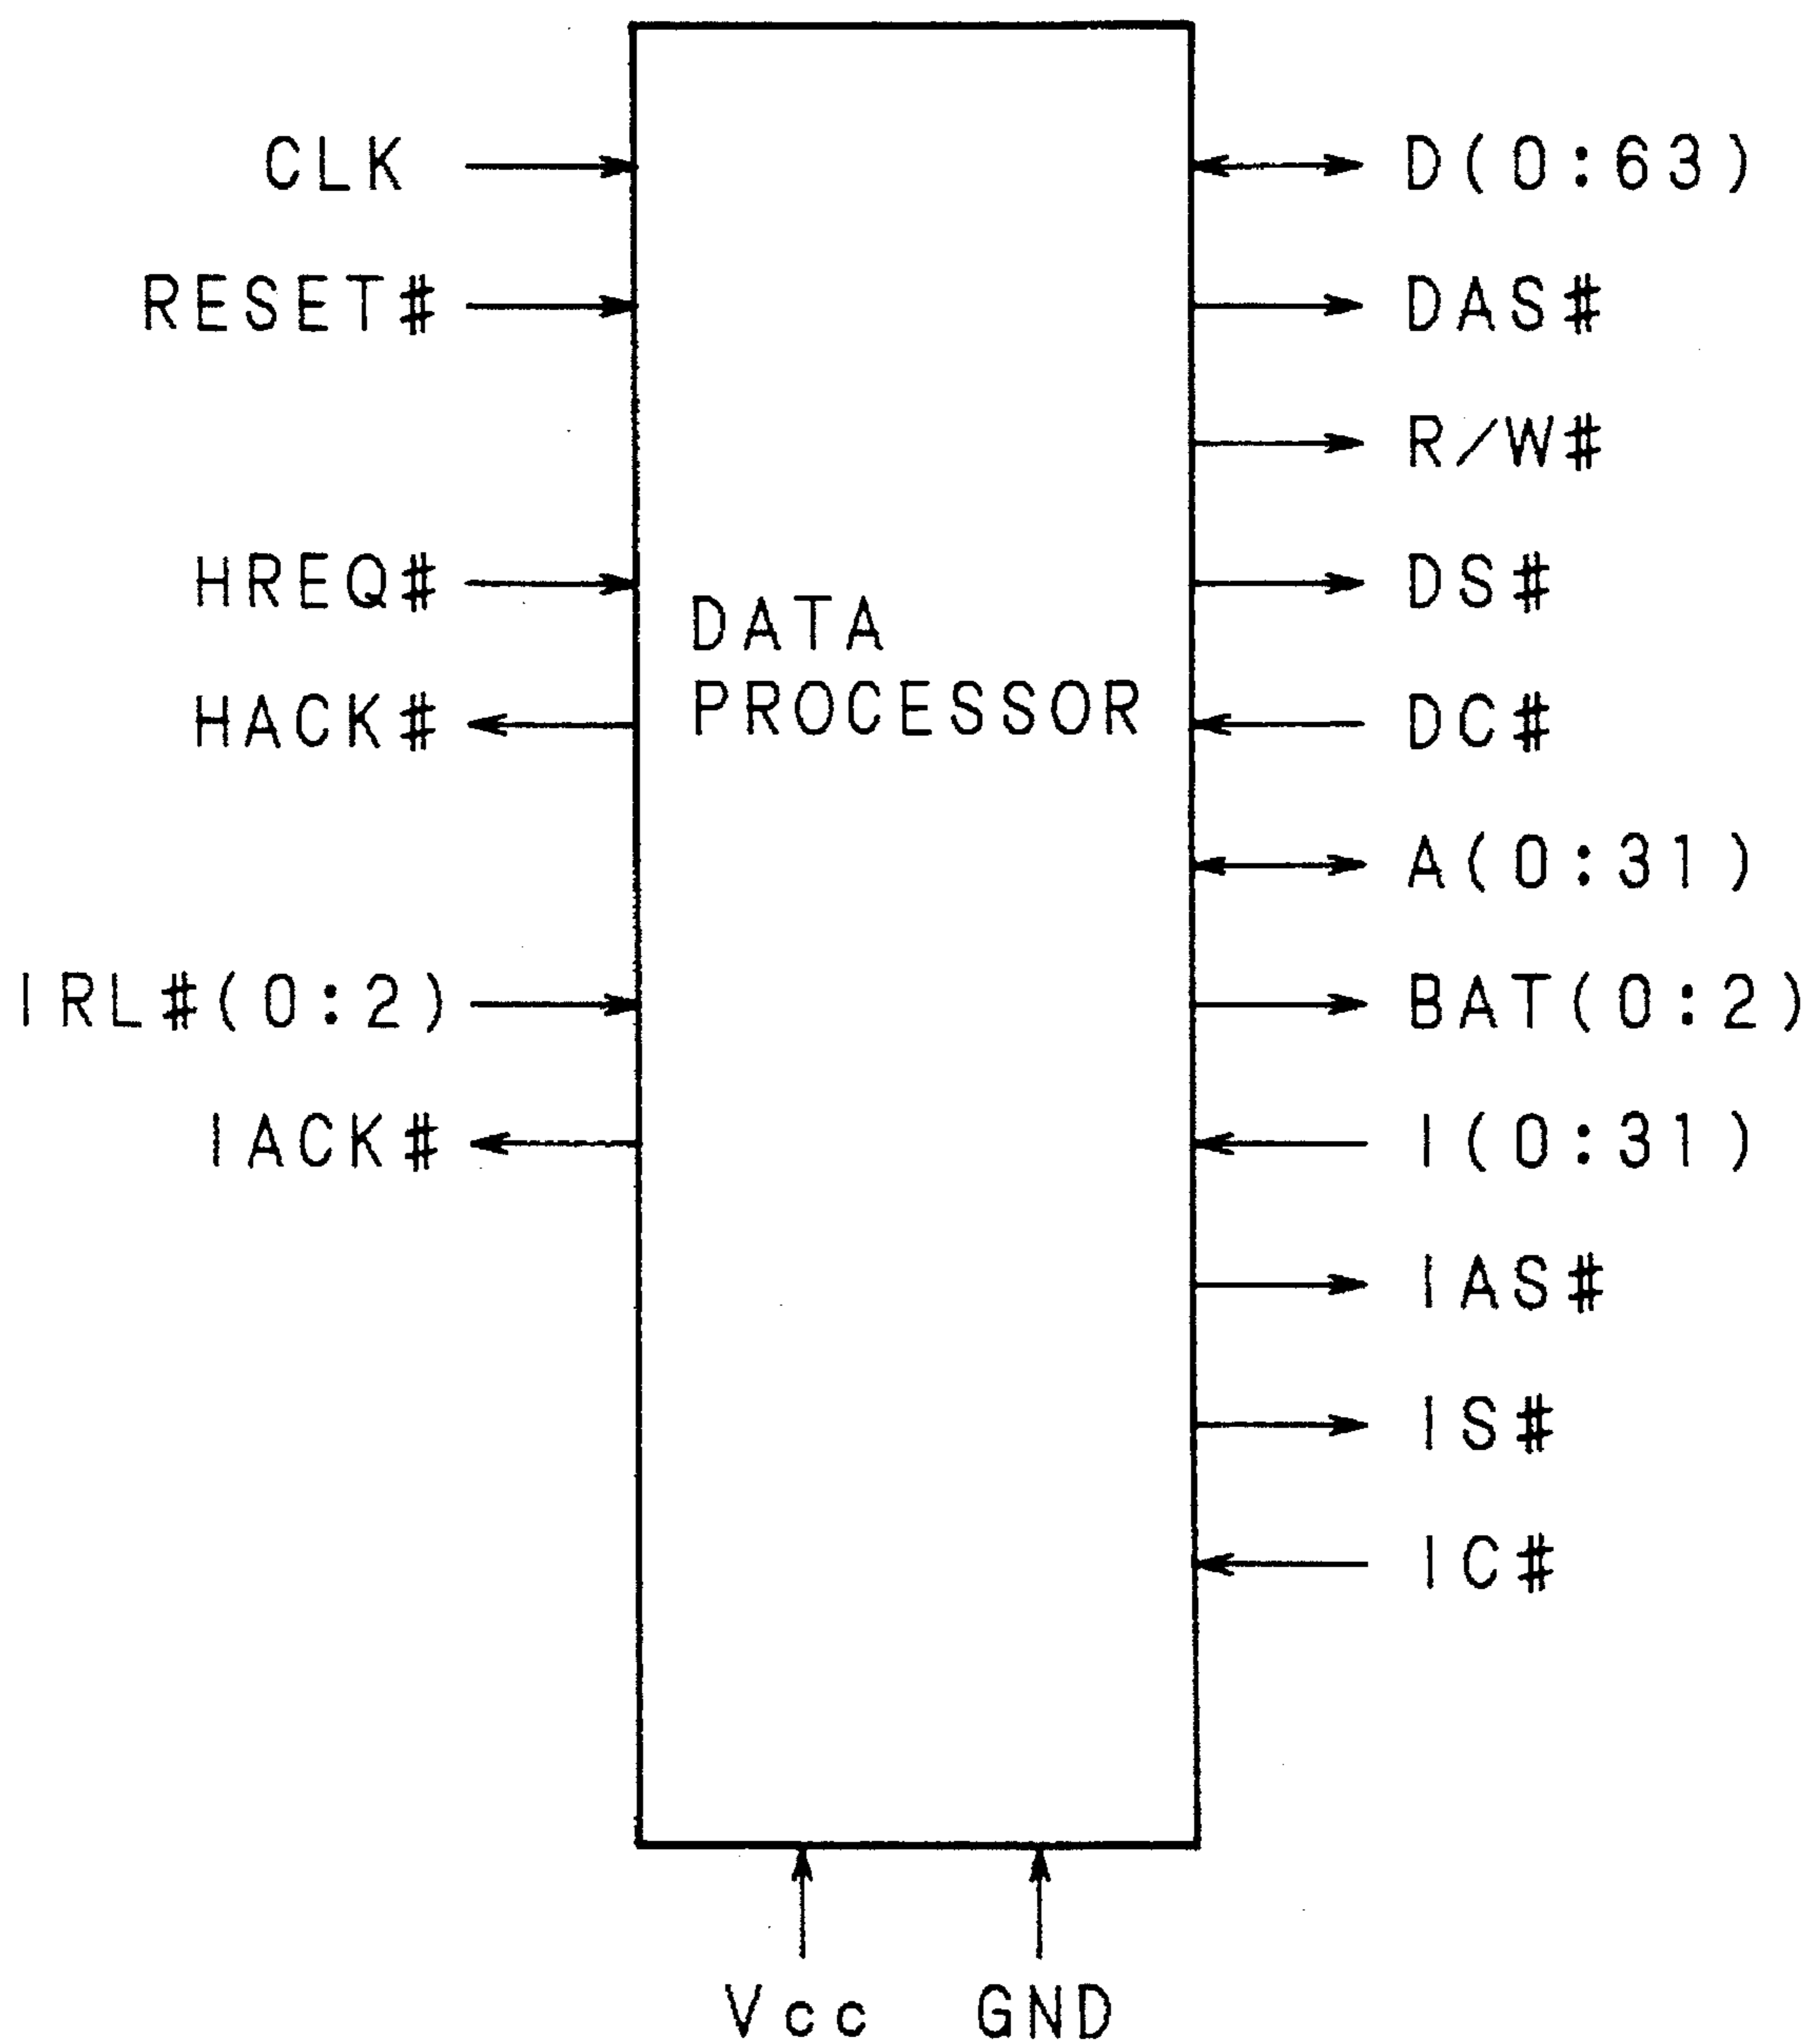 CLK
RESET#
HREQ#
HACK#
IRL#(0:2)
IACK#
DATA
PROCESSOR
D(0:63)
DAS#
R/W#
DS#
DC#
A(0:31)
BAT(0:2)
I(0:31)
IAS#
IS#
IC#
Vcc
GND